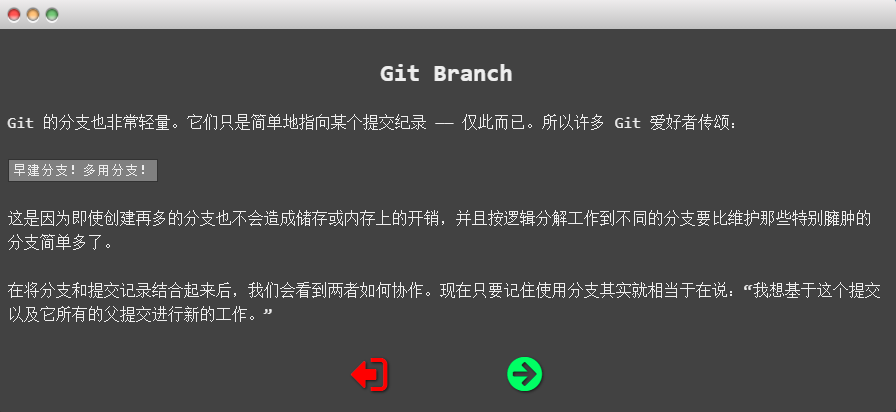 Git Branch
Git 的分支也非常轻量。它们只是简单地指向某个提交纪录 —— 仅此而已。所以许多 Git 爱好者传颂：
早建分支！多用分支！
这是因为即使创建再多的分支也不会造成储存或内存上的开销，并且按逻辑分解工作到不同的分支要比维护那些特别臃肿的
分支简单多了。
在将分支和提交记录结合起来后，我们会看到两者如何协作。现在只要记住使用分支其实就相当于在说：“我想基于这个提交
以及它所有的父提交进行新的工作。”